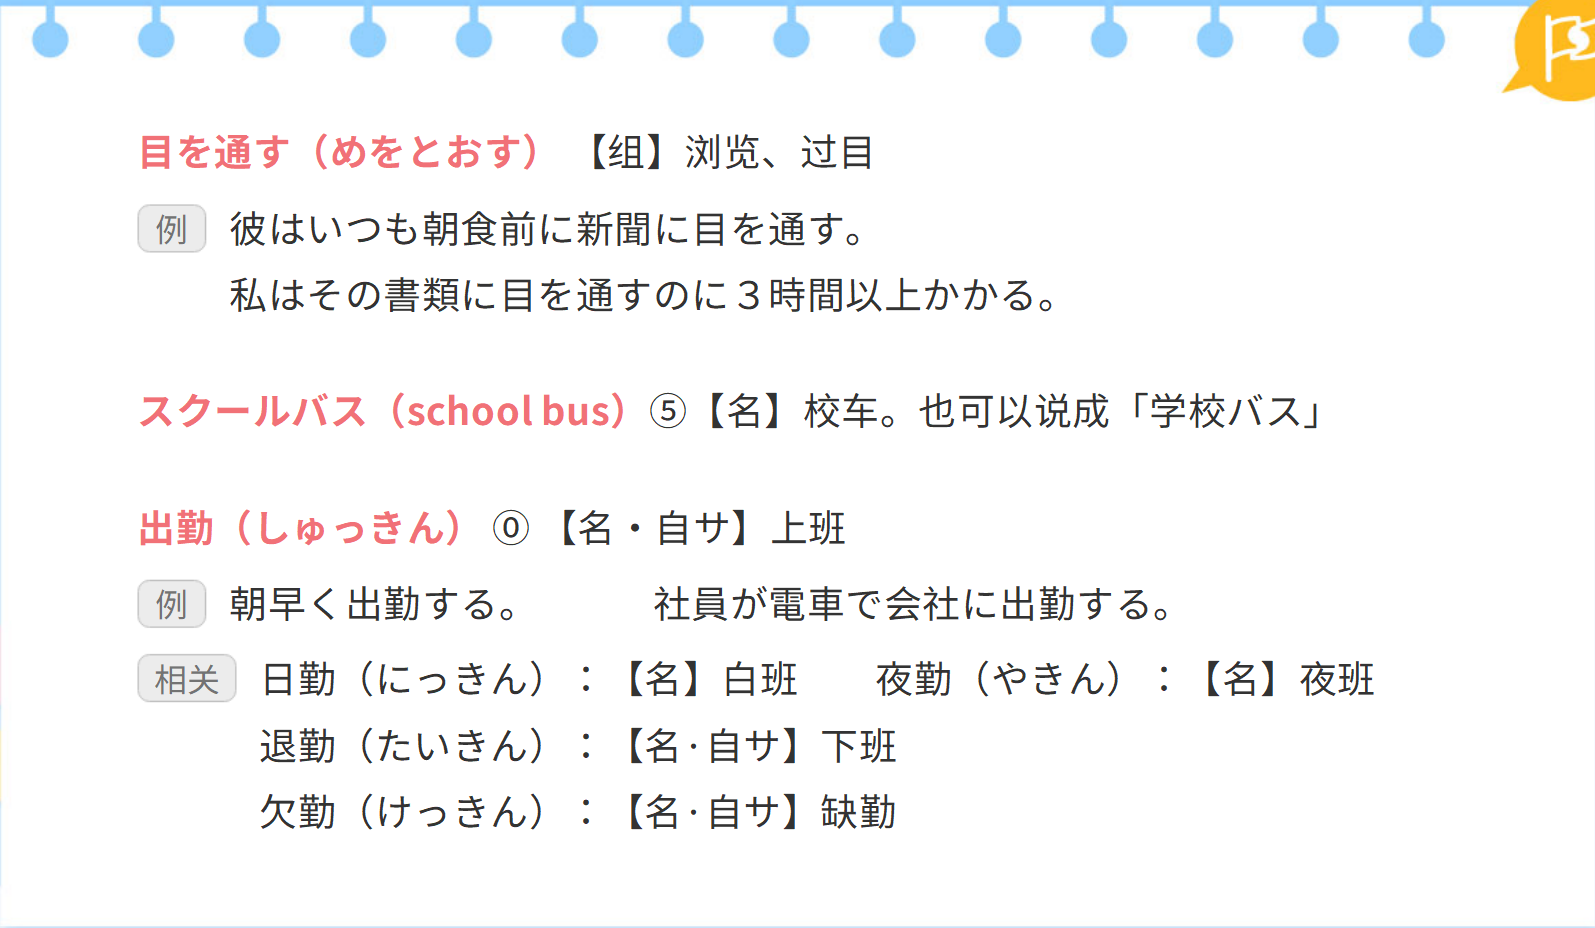 目を通す（めをとおす） 【组】浏览、过目
例 彼はいつも朝食前に新聞に目を通す。
私はその書類に目を通すのに３時間以上かかる。
スクールバス（school bus）⑤【名】校车。也可以说成「学校バス」
出勤（しゅっきん） ⓪ 【名・自サ】上班
例 朝早く出勤する。 社員が電車で会社に出勤する。
相关 日勤（にっきん）：【名】白班 夜勤（やきん）：【名】夜班
退勤（たいきん）：【名·自サ】下班
欠勤（けっきん）：【名·自サ】缺勤